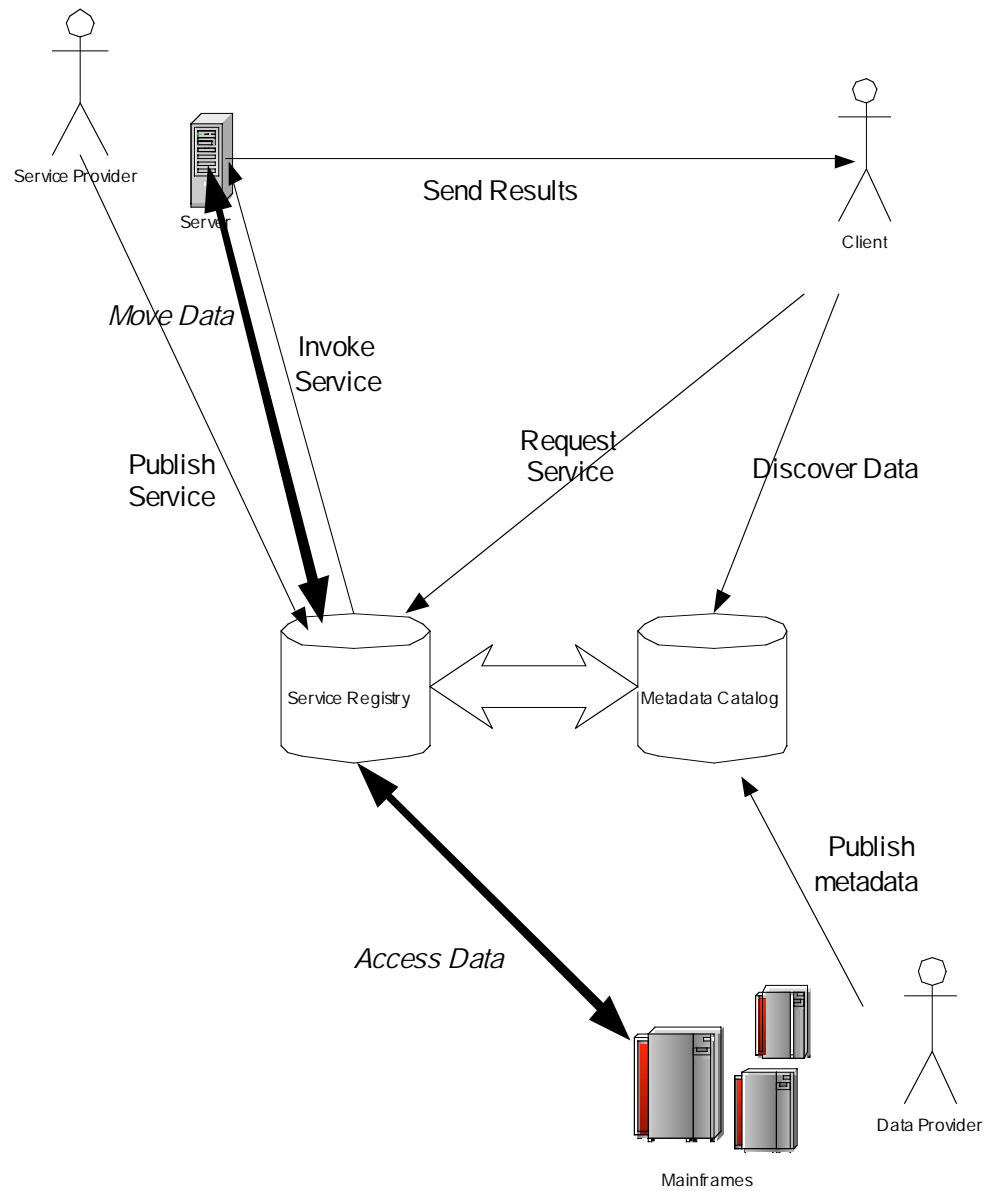 Service Provider
Server
Send Results
Client
Move Data
Invoke
Service
Request
Service
Discover Data
Publish
Service
Service Registry
Metadata Catalog
Publish
metadata
Access Data
Data Provider
Mainframes